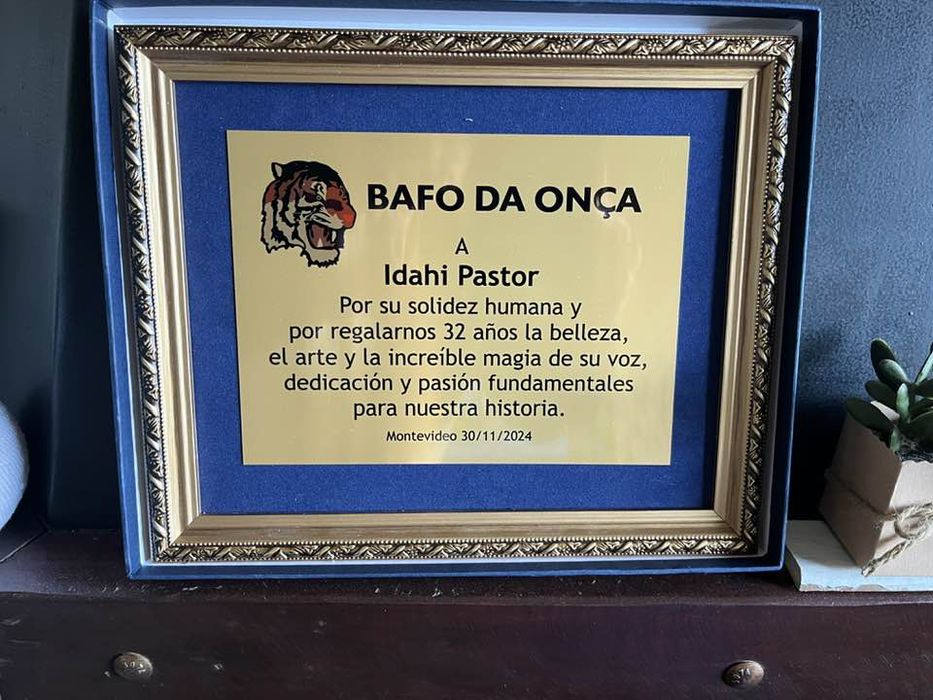 BAFO DA ONÇA
A
Idahi Pastor
Por su solidez humana y
por regalarnos 32 años la belleza,
el arte y la increíble magia de su voz,
dedicación y pasión fundamentales
para nuestra historia.
Montevideo 30/11/2024